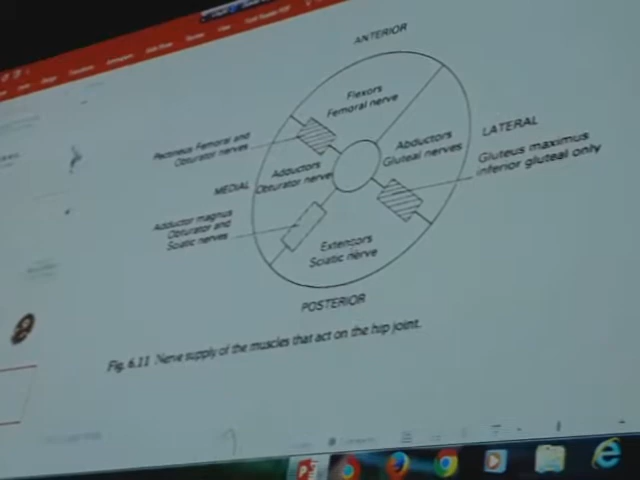 ANTERIOR
Flexors
Femoral nerve
Pectineus Femoral and
Obturator nerves
Abductors
Gluteal nerves
LATERAL
Gluteus maximus
inferior gluteal only
MEDIAL
Adductors
Obturator nerve
Adductor magnus
Obturator and
Sciatic nerves
Extensors
Sciatic nerve
POSTERIOR
Fig. 6.11 Nerve supply of the muscles that act on the hip joint.